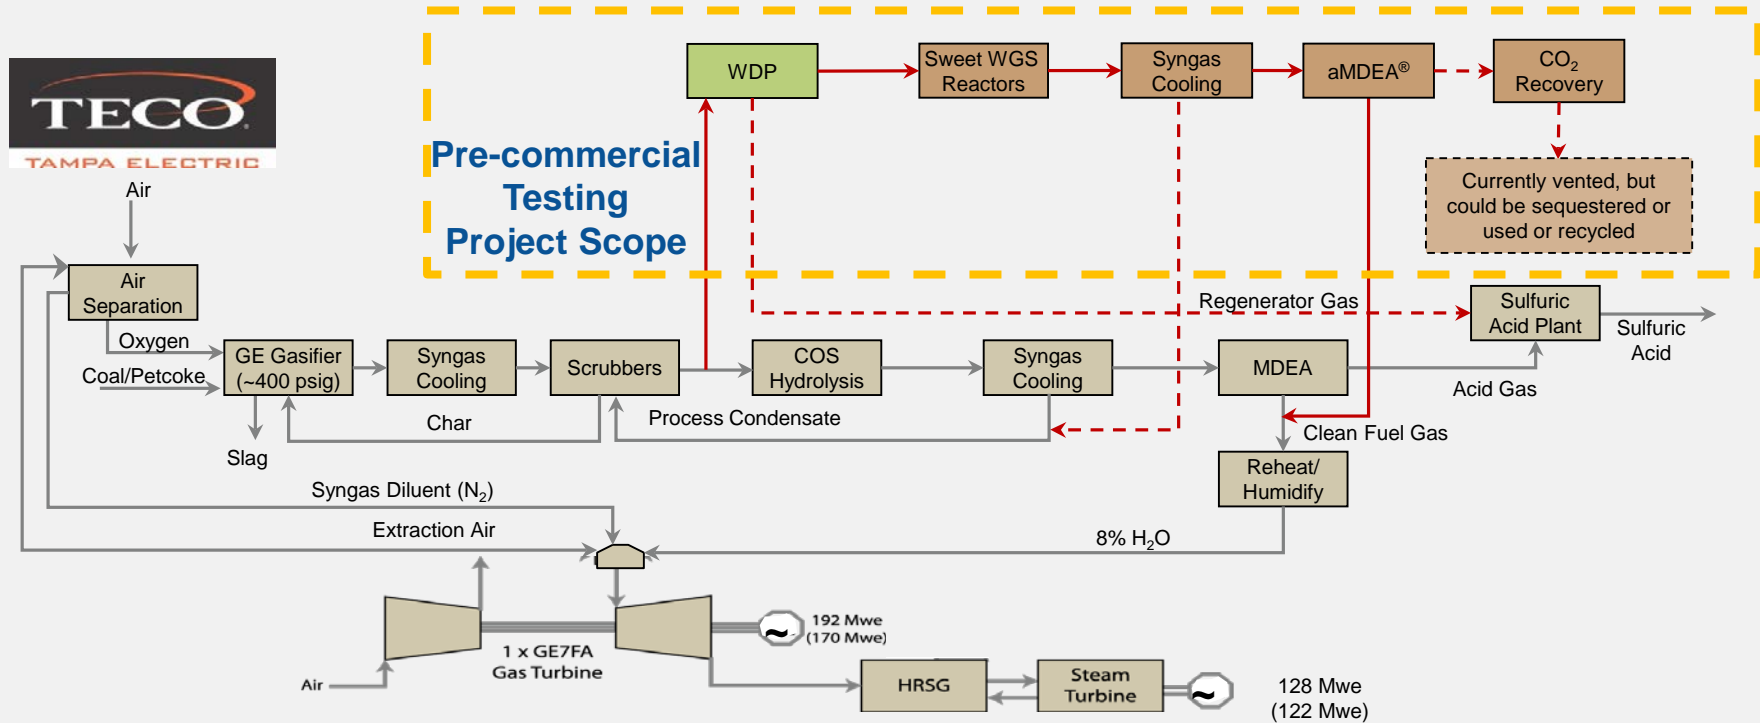 TECO
TAMPA ELECTRIC
Pre-commercial
Testing
Project Scope
WDP
Sweet WGS
Reactors
Syngas
Cooling
aMDEA®
CO₂
Recovery
Currently vented, but
could be sequestered or
used or recycled
Air
Air
Separation
Oxygen
Coal/Petcoke
GE Gasifier
(~400 psig)
Slag
Syngas
Cooling
Char
Scrubbers
Process Condensate
COS
Hydrolysis
Syngas
Cooling
Regenerator Gas
MDEA
Acid Gas
Sulfuric
Acid Plant
Sulfuric
Acid
Clean Fuel Gas
Reheat/
Humidify
8% H₂O
Syngas Diluent (N₂)
Extraction Air
Air
1 x GE7FA
Gas Turbine
192 Mwe
(170 Mwe)
HRSG
Steam
Turbine
128 Mwe
(122 Mwe)